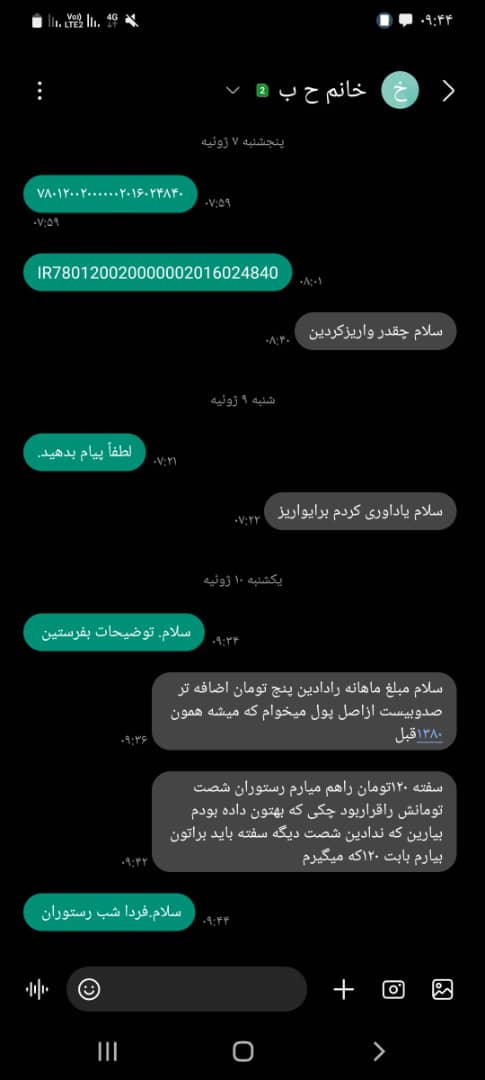 ۰۹:۴۴
Vo)) LTE2
4G
خانم ح ب
2
خ
پنجشنبه ۷ ژوئیه
۷۸۰۱۲۰۰۲۰۰۰۰۰۰۲۰۱۶۰۲۴۸۴۰
۰۷:۵۹
۰۷:۵۹
IR780120020000002016024840
۰۸:۰۱
سلام چقدر واریزکردین
۰۸:۴۰
شنبه ۹ ژوئیه
لطفاً پیام بدهید.
۰۷:۲۱
سلام یاداوری کردم برایواریز
۰۷:۲۲
یکشنبه ۱۰ ژوئیه
سلام. توضیحات بفرستین
۰۹:۳۴
سلام مبلغ ماهانه رادادین پنج تومان اضافه تر
صدوبیست ازاصل پول میخوام که میشه همون
۱۳۸۰قبل
۰۹:۳۶
سفته ۱۲۰تومان راهم میارم رستوران شصت
تومانش راقراربود چکی که بهتون داده بودم
بیارین که ندادین شصت دیگه سفته باید براتون
بیارم بابت ۱۲۰که میگیرم
۰۹:۴۲
سلام.فردا شب رستوران
۰۹:۴۴